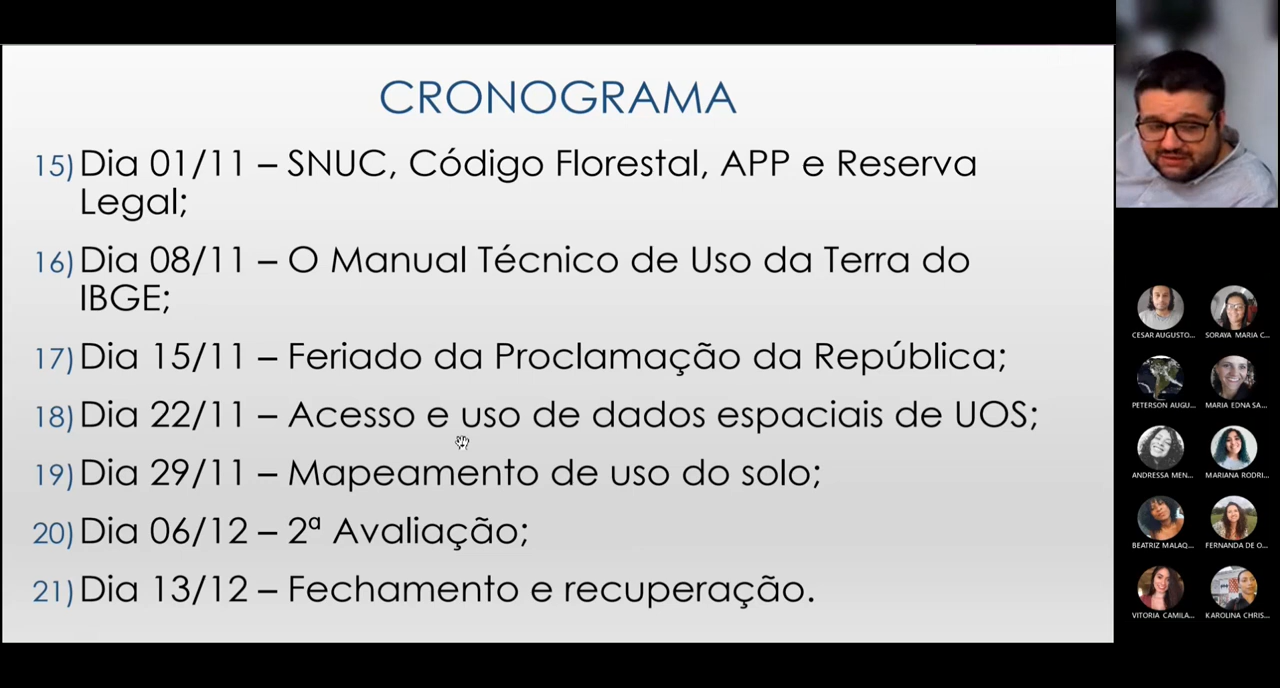 CRONOGRAMA
15) Dia 01/11 – SNUC, Código Florestal, APP e Reserva
Legal;
16) Dia 08/11 – O Manual Técnico de Uso da Terra do
IBGE;
17) Dia 15/11 – Feriado da Proclamação da República;
18) Dia 22/11 – Acesso e uso de dados espaciais de UOS;
19) Dia 29/11 – Mapeamento de uso do solo;
20) Dia 06/12 – 2ª Avaliação;
21) Dia 13/12 – Fechamento e recuperação.
CESAR AUGUSTO...
SORAYA MARIA C...
PETERSON AUGU...
MARIA EDNA SA...
ANDRESSA MEN...
MARIANA RODRI...
BEATRIZ MALAQ...
FERNANDA DE O...
VITORIA CAMILA...
KAROLINA CHRIS...